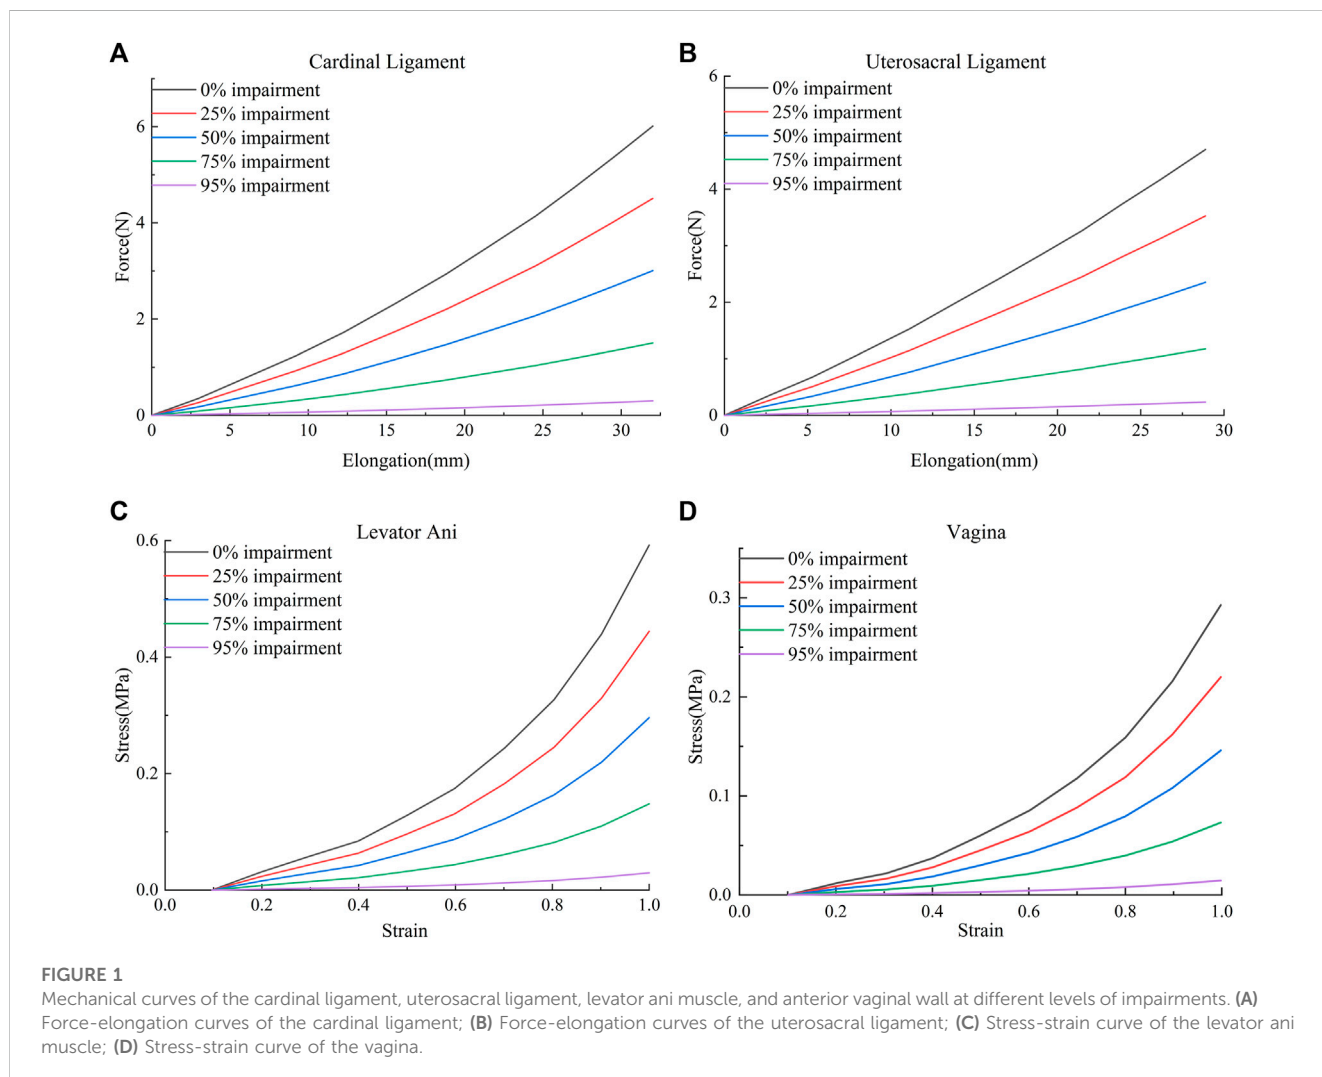 A
Cardinal Ligament
0% impairment
25% impairment
50% impairment
75% impairment
95% impairment
6
4
2
0
Force(N)
0 5 10 15 20 25 30
Elongation(mm)
B
Uterosacral Ligament
0% impairment
25% impairment
50% impairment
75% impairment
95% impairment
6
4
2
0
Force(N)
0 5 10 15 20 25 30
Elongation(mm)
C
Levator Ani
0% impairment
25% impairment
50% impairment
75% impairment
95% impairment
0.6
0.4
0.2
0.0
Stress(MPa)
0.0 0.2 0.4 0.6 0.8 1.0
Strain
D
Vagina
0% impairment
25% impairment
50% impairment
75% impairment
95% impairment
0.3
0.2
0.1
0.0
Stress(MPa)
0.0 0.2 0.4 0.6 0.8 1.0
Strain
FIGURE 1
Mechanical curves of the cardinal ligament, uterosacral ligament, levator ani muscle, and anterior vaginal wall at different levels of impairments. (A)
Force-elongation curves of the cardinal ligament; (B) Force-elongation curves of the uterosacral ligament; (C) Stress-strain curve of the levator ani
muscle; (D) Stress-strain curve of the vagina.